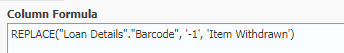 Column Formula
REPLACE("Loan Details"."Barcode", '-1', 'Item Withdrawn')